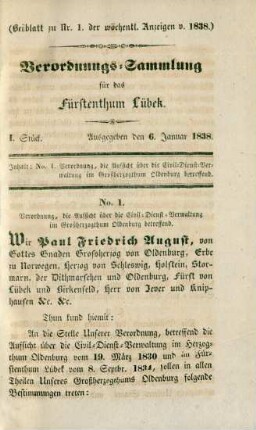 (Beiblatt zu Nr. 1. der wöchentl. Anzeigen v. 1838.)
Verordnungs-Sammlung
für das
Fürstenthum Lübek.
I. Stück. Ausgegeben den 6. Januar 1838.
Inhalt: No. 1. Verordnung, die Aufsicht über die Civil-Dienst-Ver-
waltung im Großherzogthum Oldenburg betreffend.
No. 1.
Verordnung, die Aufsicht über die Civil-Dienst-Verwaltung
im Großherzogthum Oldenburg betreffend.
Wir Paul Friedrich August, von
Gottes Gnaden Großherzog von Oldenburg, Erbe
zu Norwegen, Herzog von Schleswig, Holstein, Stor-
marn, der Dithmarschen und Oldenburg, Fürst von
Lübek und Birkenfeld, Herr von Jever und Knip-
hausen &c. &c.
Thun kund hiemit:
An die Stelle Unserer Verordnung, betreffend die
Aufsicht über die Civil-Dienst-Verwaltung im Herzog-
thum Oldenburg vom 19. März 1830 und im Für-
stenthum Lübek vom 8. Septbr. 1831, sollen in allen
Theilen Unseres Großherzogthums Oldenburg folgende
Bestimmungen treten: